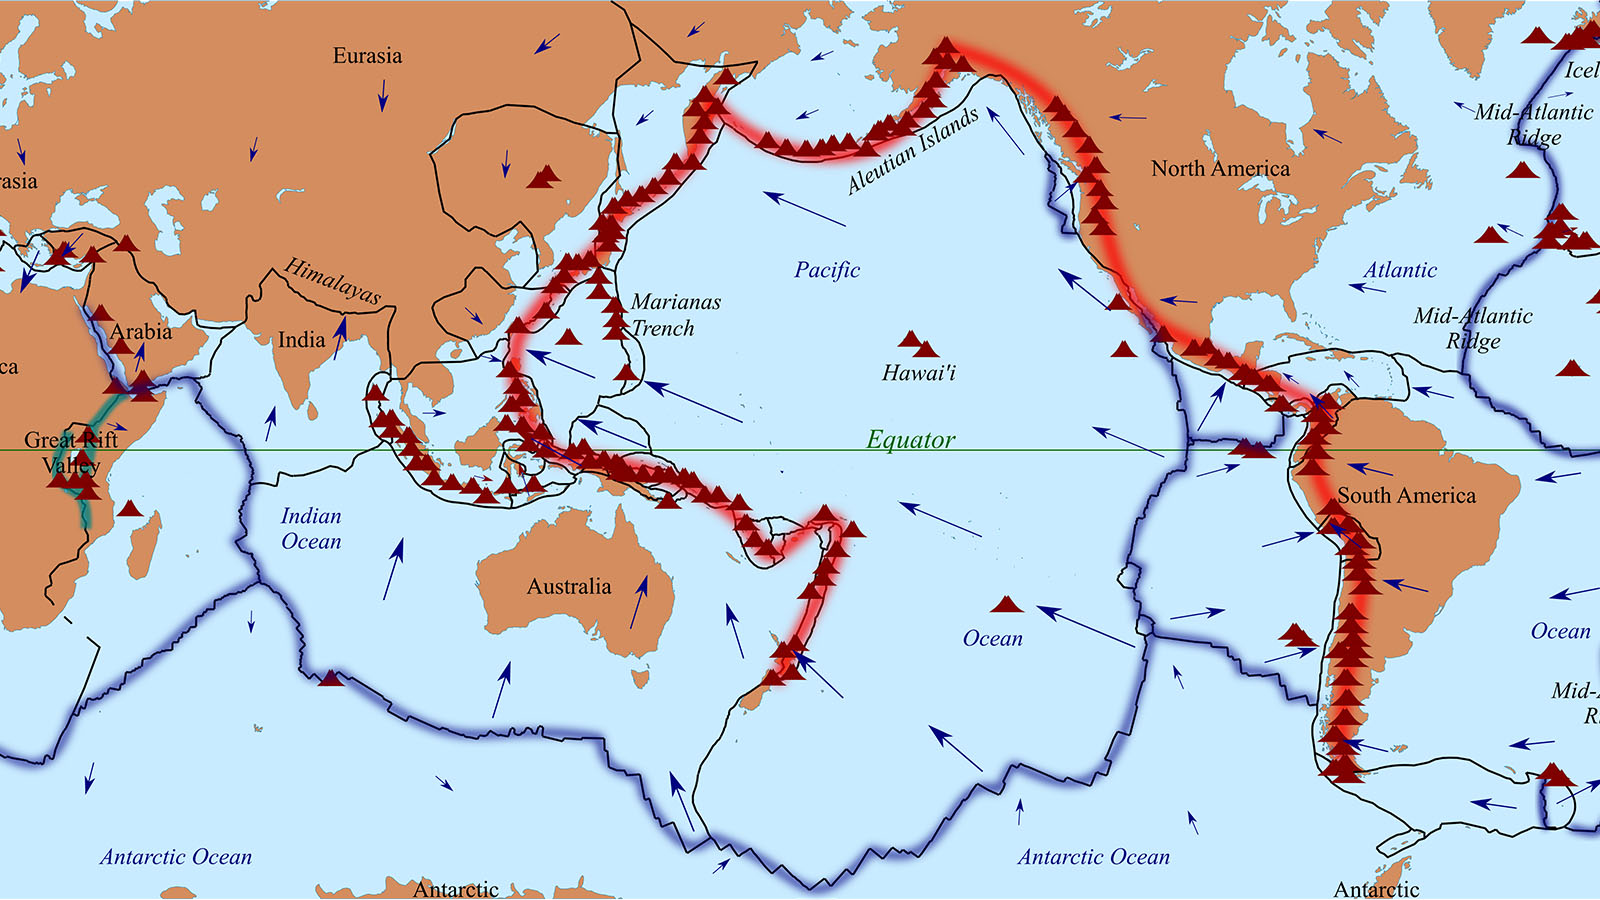 Eurasia
Icel
Mid-Atlantic
Ridge
Aleutian Islands
North America
rasia
Himalayas
Pacific
Atlantic
Marianas
Trench
Arabia
India
Mid-Atlantic
Ridge
ca
Hawai'i
Great Rift
Valley
Equator
South America
Indian
Ocean
Australia
Ocean
Ocean
Mid-A
Ri
Antarctic Ocean
Antarctic Ocean
Antarctic
Antarctic